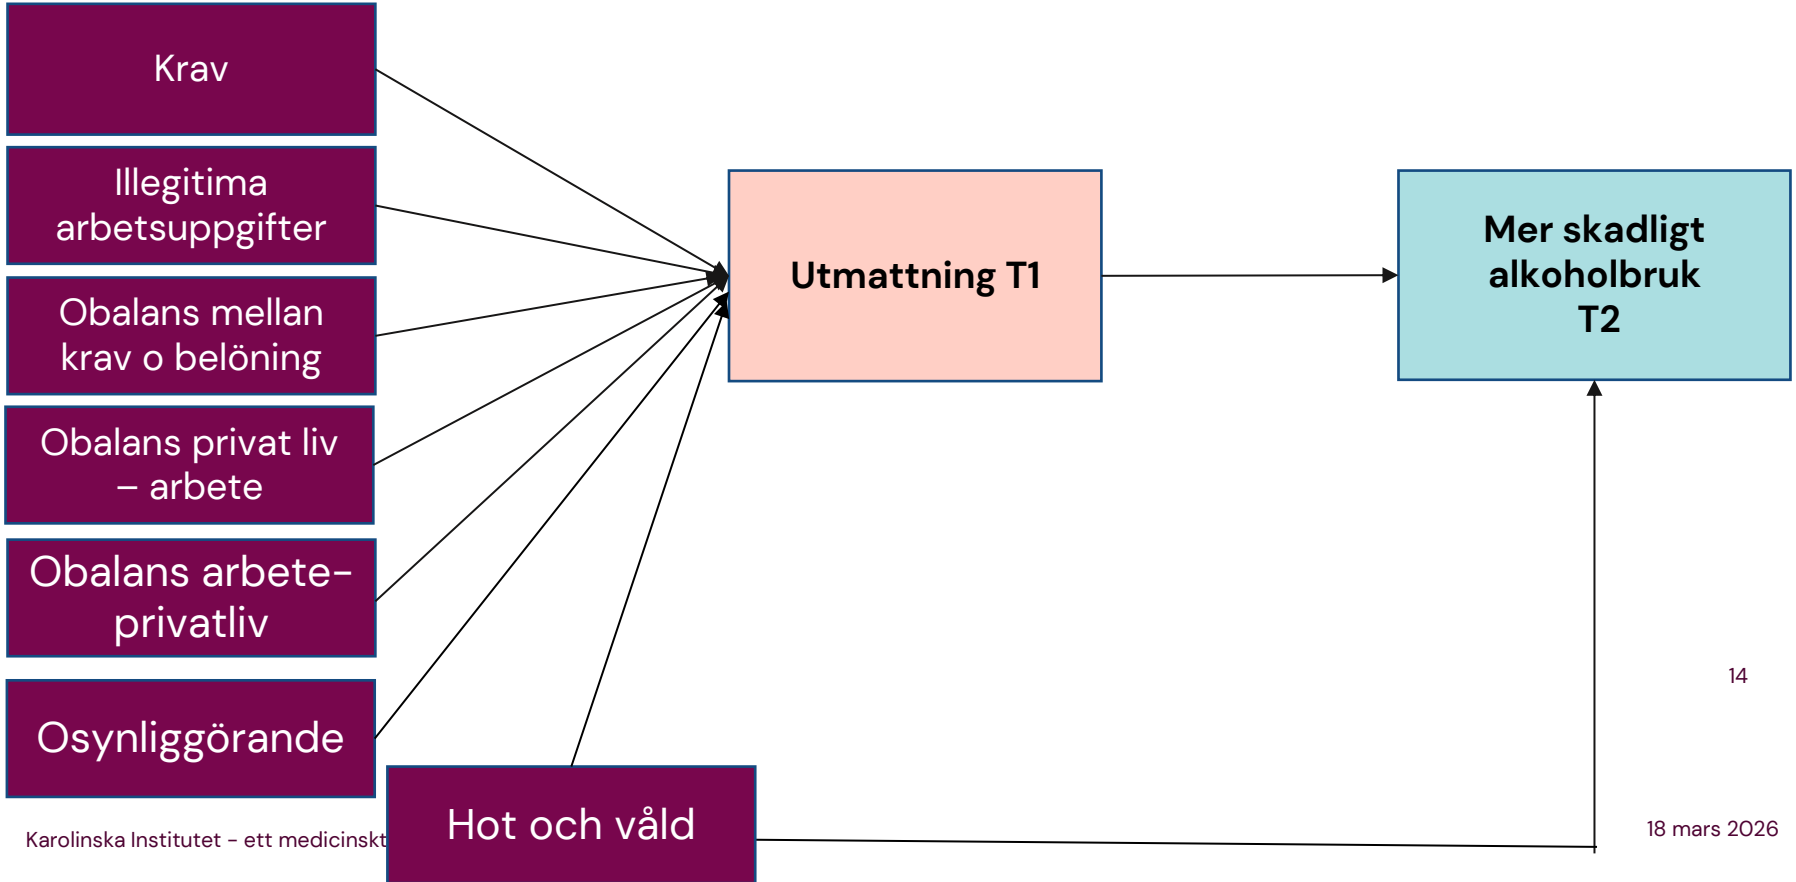 Krav
Illegitima
arbetsuppgifter
Obalans mellan
krav o belöning
Obalans privat liv
– arbete
Obalans arbete-
privatliv
Osynliggörande
Hot och våld
Utmattning T1
Mer skadligt
alkoholbruk
T2
14
Karolinska Institutet - ett medicinskt
18 mars 2026